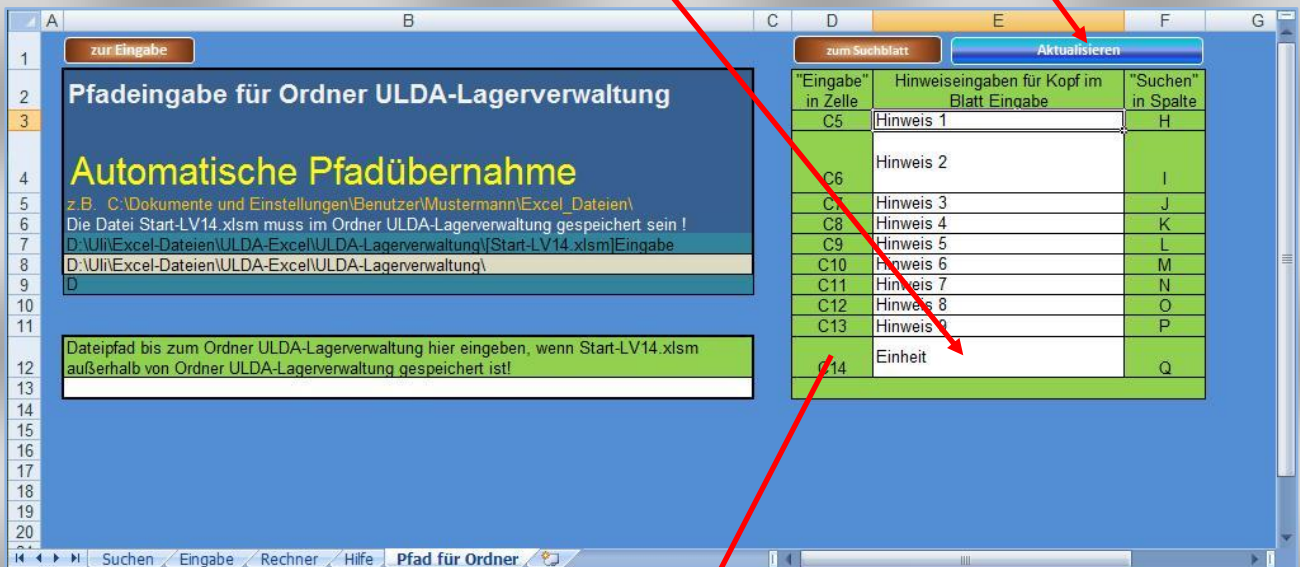 A B C D E F G
1 zur Eingabe zum Suchblatt Aktualisieren
2 Pfadeingabe für Ordner ULDA-Lagerverwaltung "Eingabe" in Zelle Hinweiseingaben für Kopf im Blatt Eingabe "Suchen" in Spalte
3 C5 Hinweis 1 H
4 Automatische Pfadübernahme C6 Hinweis 2 I
5 z.B. C:\Dokumente und Einstellungen\Benutzer\Mustermann\Excel_Dateien\ C7 Hinweis 3 J
6 Die Datei Start-LV14.xlsm muss im Ordner ULDA-Lagerverwaltung gespeichert sein ! C8 Hinweis 4 K
7 D:\Uli\Excel-Dateien\ULDA-Excel\ULDA-Lagerverwaltung\[Start-LV14.xlsm]Eingabe C9 Hinweis 5 L
8 D:\Uli\Excel-Dateien\ULDA-Excel\ULDA-Lagerverwaltung\ C10 Hinweis 6 M
9 D C11 Hinweis 7 N
10 C12 Hinweis 8 O
11 C13 Hinweis 9 P
Dateipfad bis zum Ordner ULDA-Lagerverwaltung hier eingeben, wenn Start-LV14.xlsm
12 außerhalb von Ordner ULDA-Lagerverwaltung gespeichert ist! C14 Einheit Q
13
14
15
16
17
18
19
20
Suchen Eingabe Rechner Hilfe Pfad für Ordner